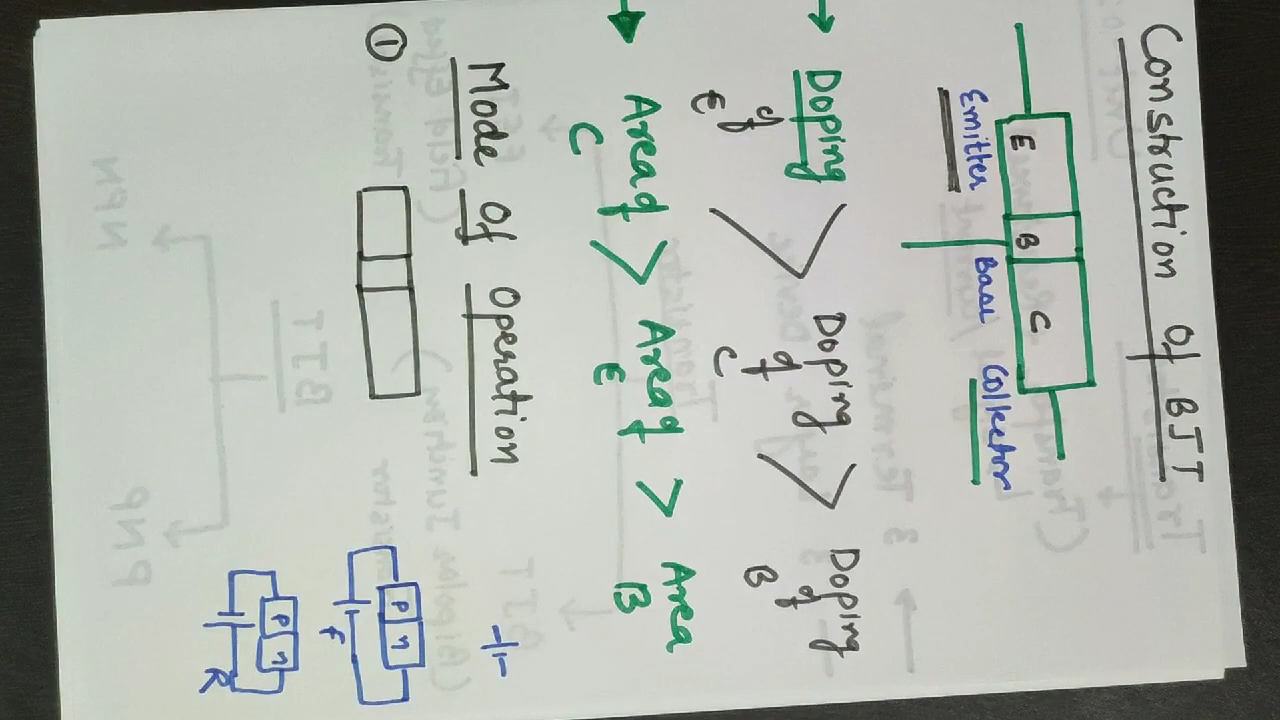 Construction Of BJT
E B C
Emitter Base Collector
→ Doping > Doping > Doping
of E of C of B
→ Area of > Area of > Area
C E B
Mode Of Operation
①
P n
F
P n
R